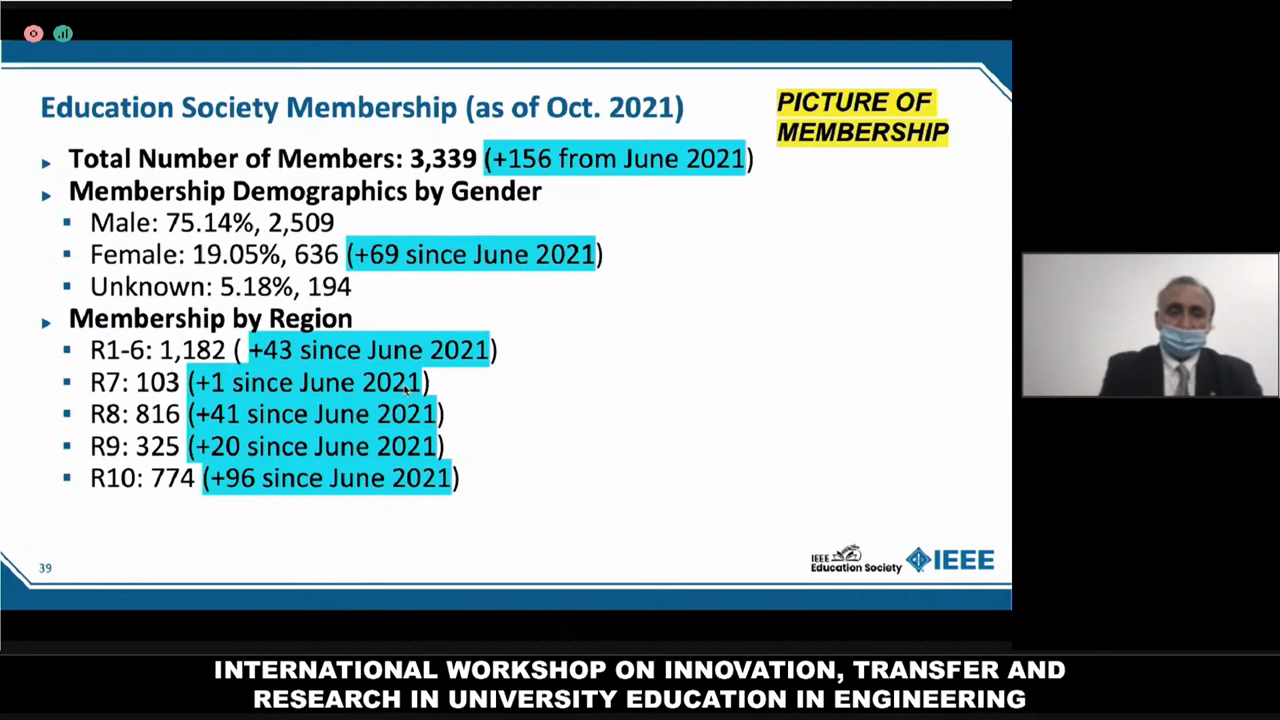 Education Society Membership (as of Oct. 2021)
PICTURE OF
MEMBERSHIP
Total Number of Members: 3,339 (+156 from June 2021)
Membership Demographics by Gender
Male: 75.14%, 2,509
Female: 19.05%, 636 (+69 since June 2021)
Unknown: 5.18%, 194
Membership by Region
R1-6: 1,182 ( +43 since June 2021)
R7: 103 (+1 since June 2021)
R8: 816 (+41 since June 2021)
R9: 325 (+20 since June 2021)
R10: 774 (+96 since June 2021)
39
IEEE
Education Society
IEEE
INTERNATIONAL WORKSHOP ON INNOVATION, TRANSFER AND
RESEARCH IN UNIVERSITY EDUCATION IN ENGINEERING